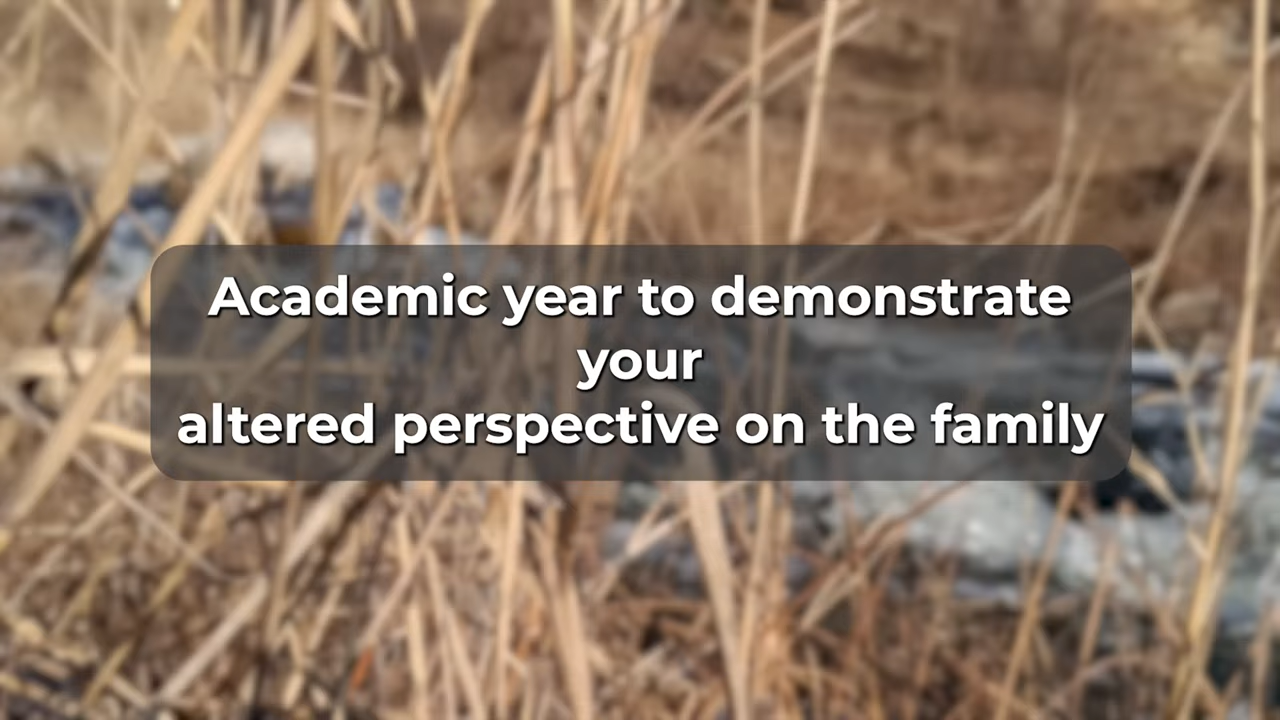 Academic year to demonstrate
your
altered perspective on the family